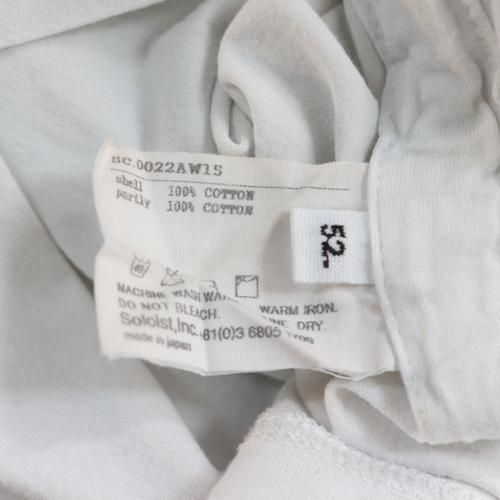 SC.0022AW15
shell 100% COTTON
partly 100% COTTON
52.
MACHINE WASH WARM IRON.
DO NOT BLEACH. LINE DRY.
Soloist,Inc. 81(0)3 6805
made in japan